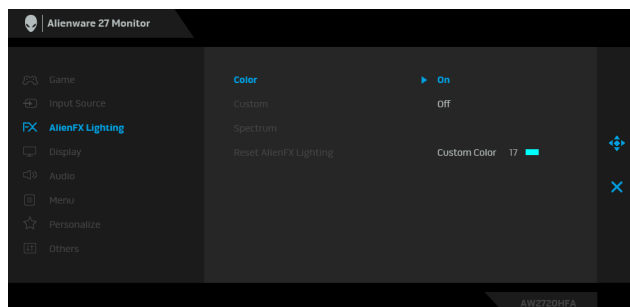 Alienware 27 Monitor
Game
Input Source
AlienFX Lighting
Display
Audio
Menu
Personalize
Others
Color
Custom
Spectrum
Reset AlienFX Lighting
On
Off
Custom Color 17
AW2720HFA